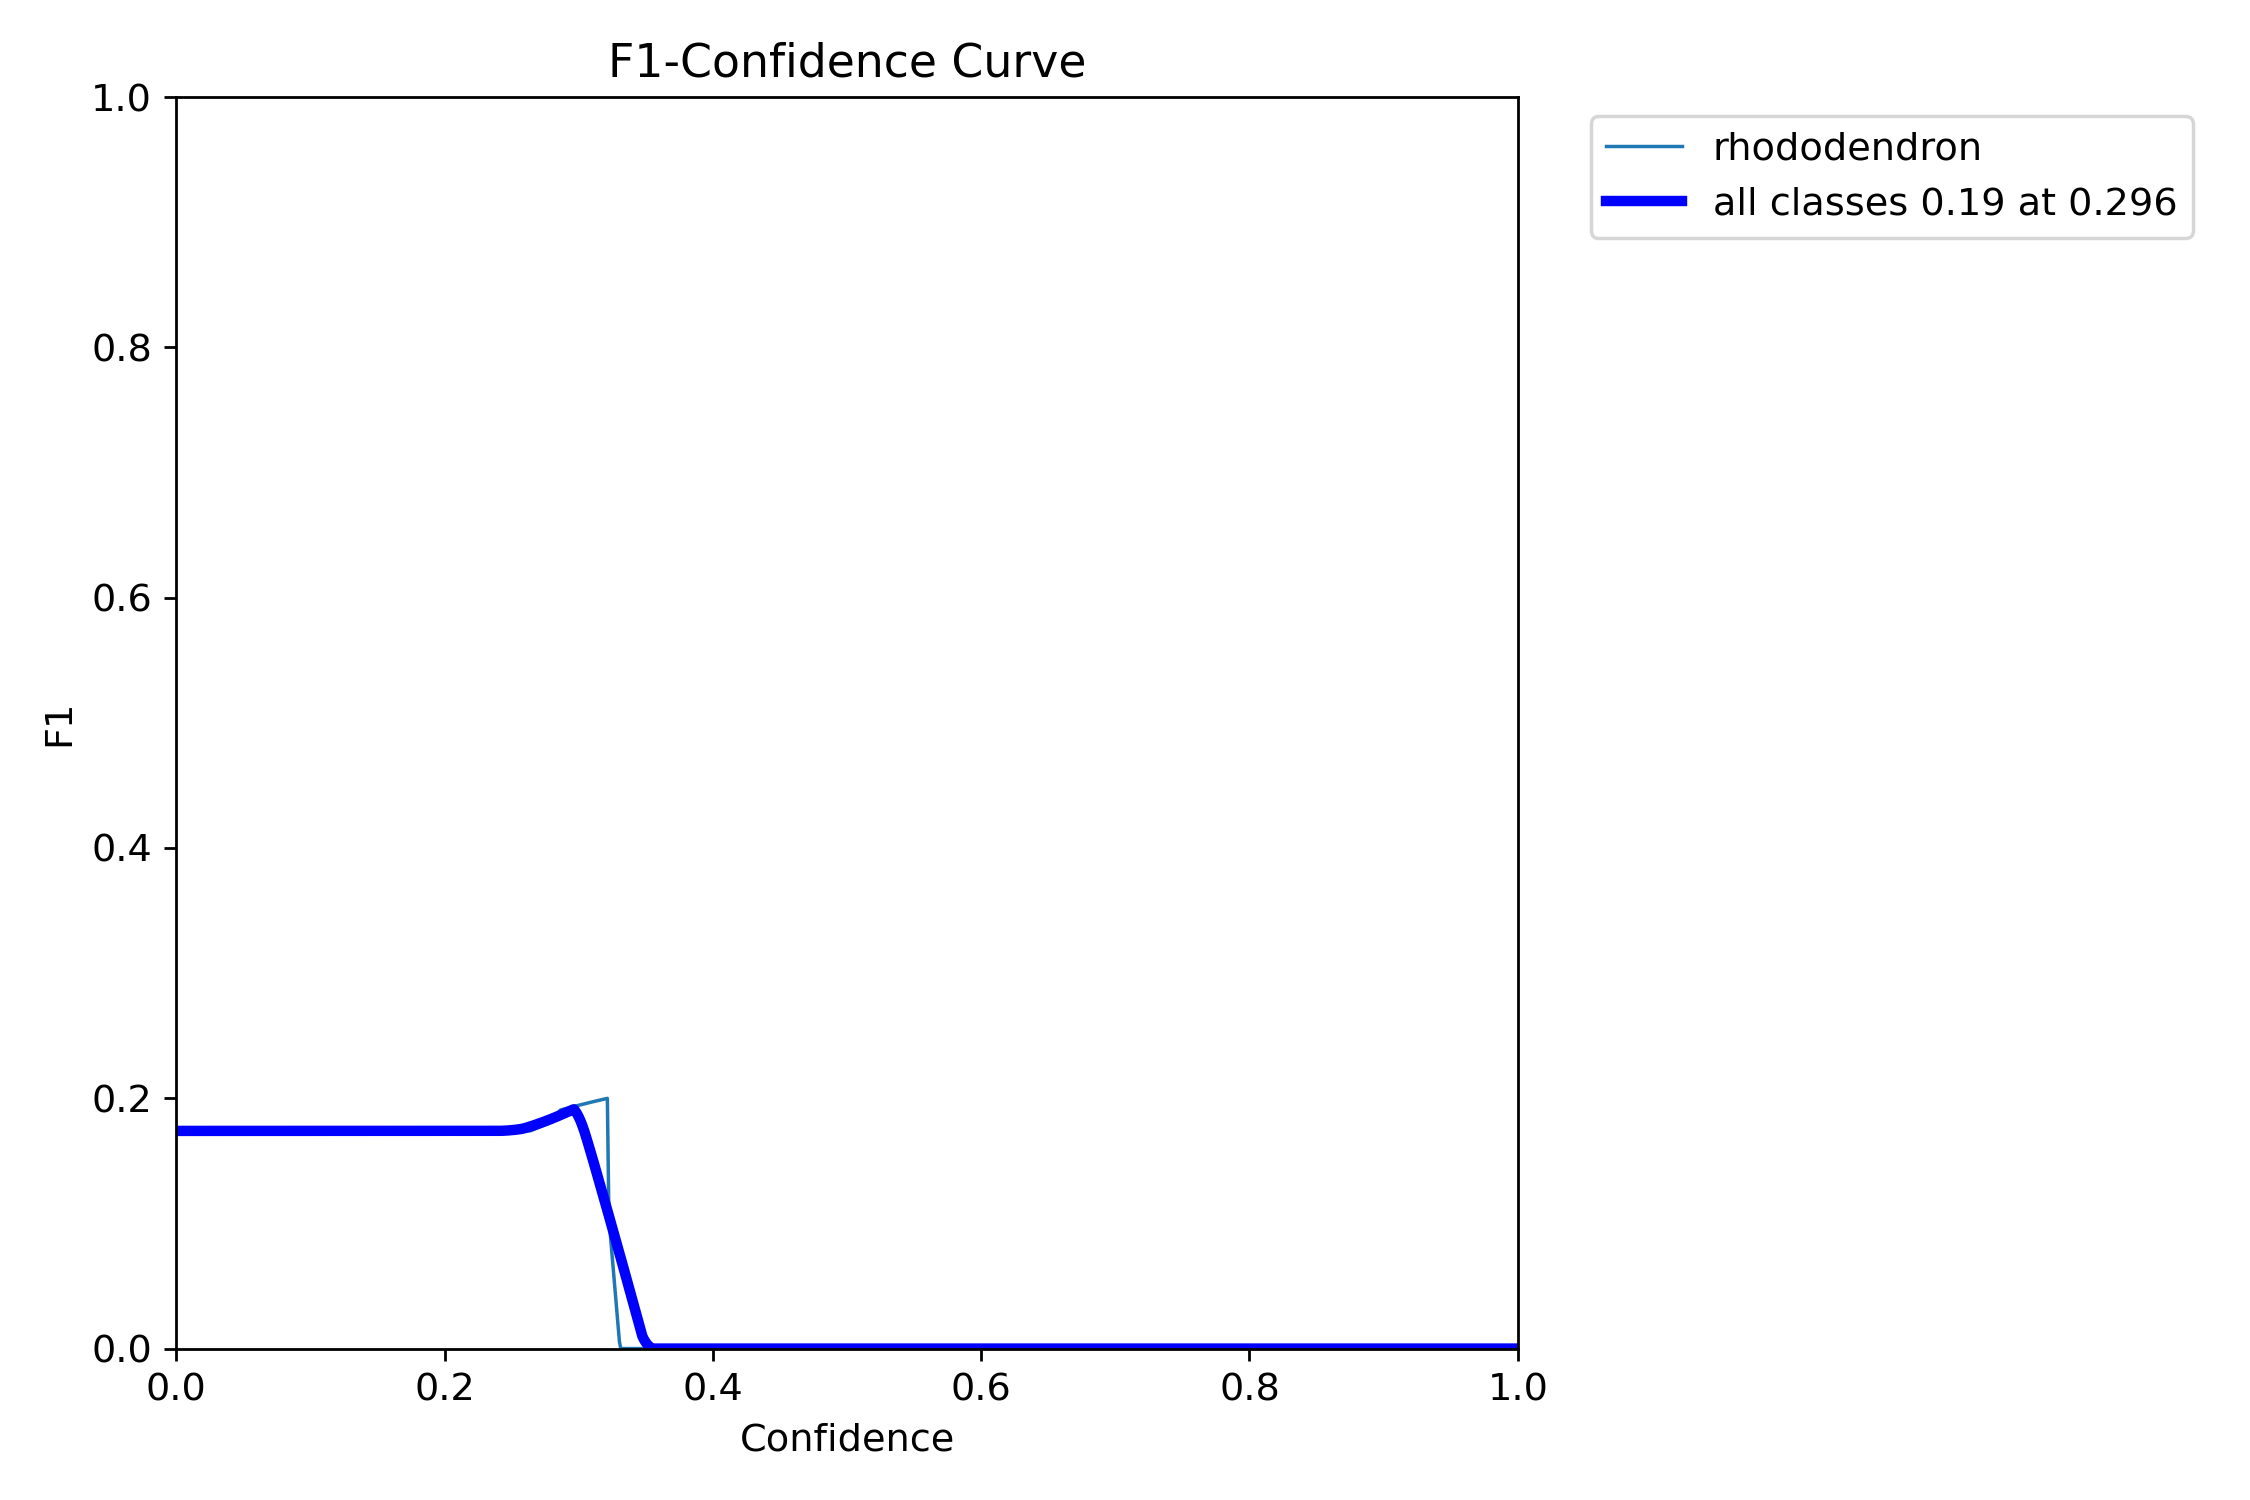 F1-Confidence Curve
1.0
0.8
0.6
0.4
0.2
0.0
F1
0.0 0.2 0.4 0.6 0.8 1.0
Confidence
rhododendron
all classes 0.19 at 0.296